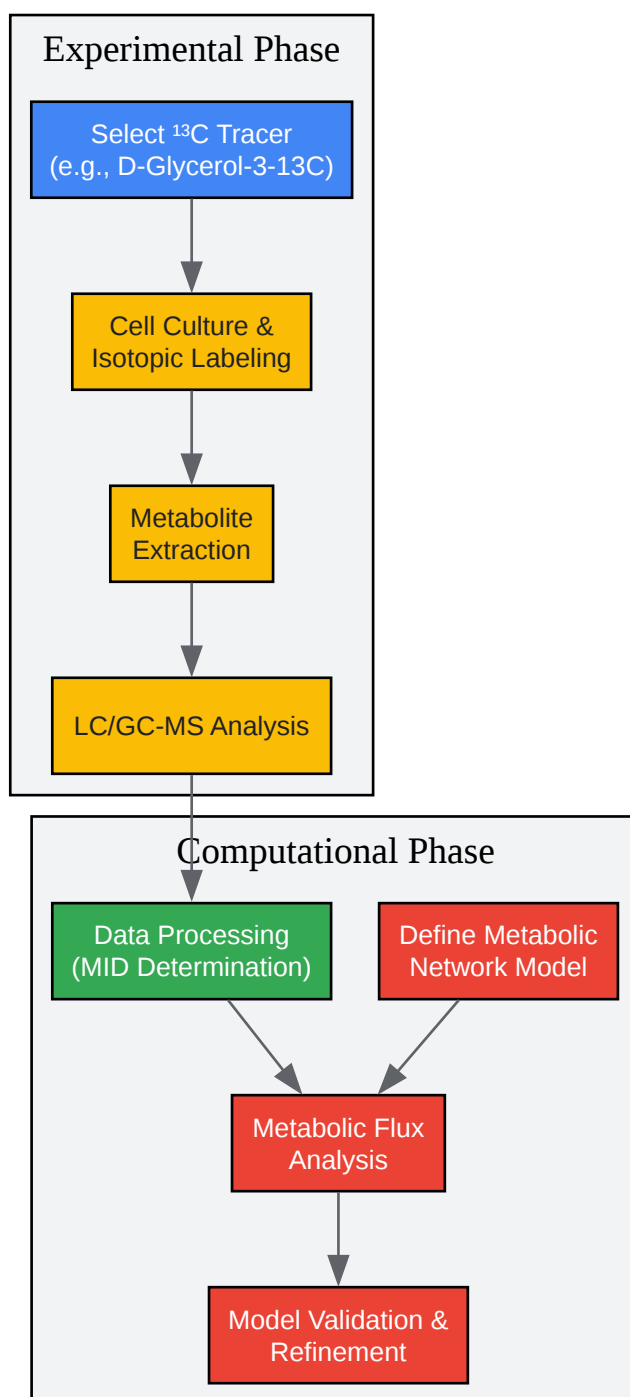 Experimental Phase
Select ¹³C Tracer
(e.g., D-Glycerol-3-13C)
Cell Culture &
Isotopic Labeling
Metabolite
Extraction
LC/GC-MS Analysis
Computational Phase
Data Processing
(MID Determination)
Define Metabolic
Network Model
Metabolic Flux
Analysis
Model Validation &
Refinement